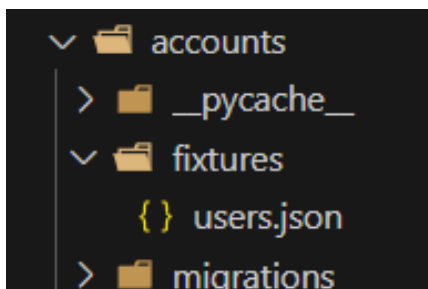 accounts
__pycache__
fixtures
{ } users.json
migrations